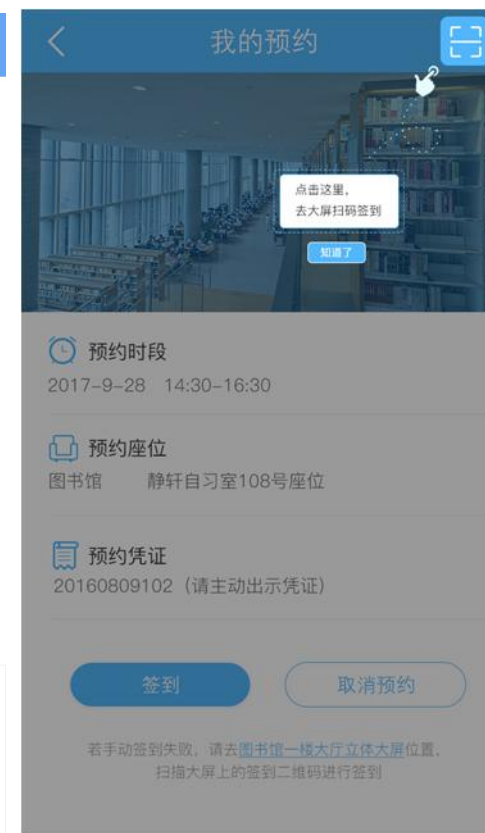 我的预约
点击这里，
去大屏扫码签到
知道了
预约时段
2017-9-28 14:30-16:30
预约座位
图书馆 静轩自习室108号座位
预约凭证
20160809102（请主动出示凭证）
签到 取消预约
若手动签到失败，请去图书馆一楼大厅立体大屏位置，
扫描大屏上的签到二维码进行签到